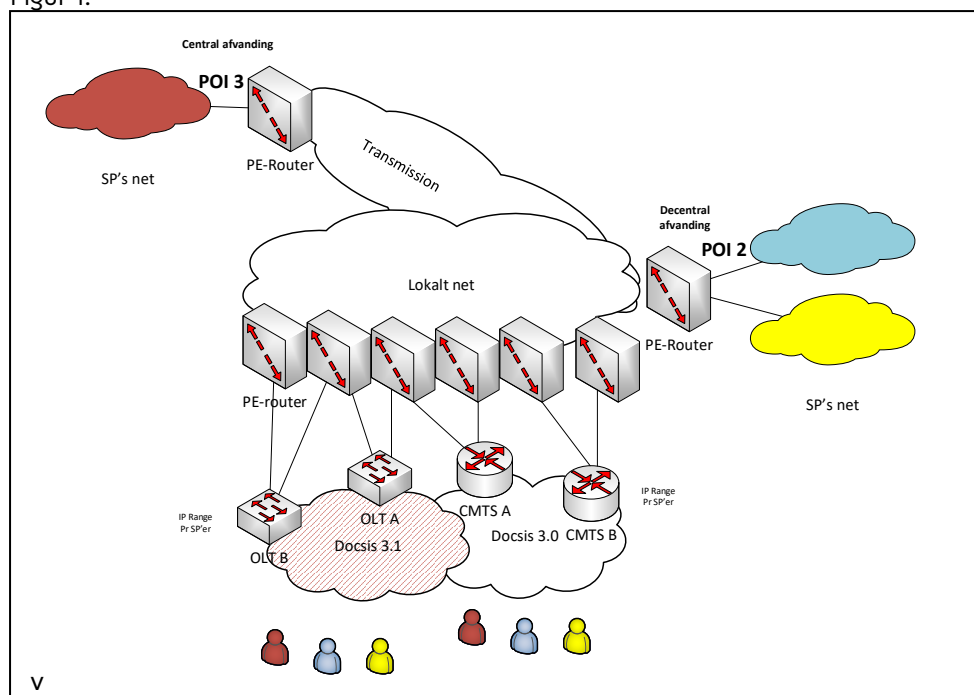 Central afvanding
POI 3
PE-Router
SP's net
Transmission
Decentral
afvanding
POI 2
Lokalt net
PE-Router
SP's net
PE-router
OLT A
CMTS A
IP Range
Pr SP'er
IP Range
Pr SP'er
OLT B
Docsis 3.1
Docsis 3.0
CMTS B
v